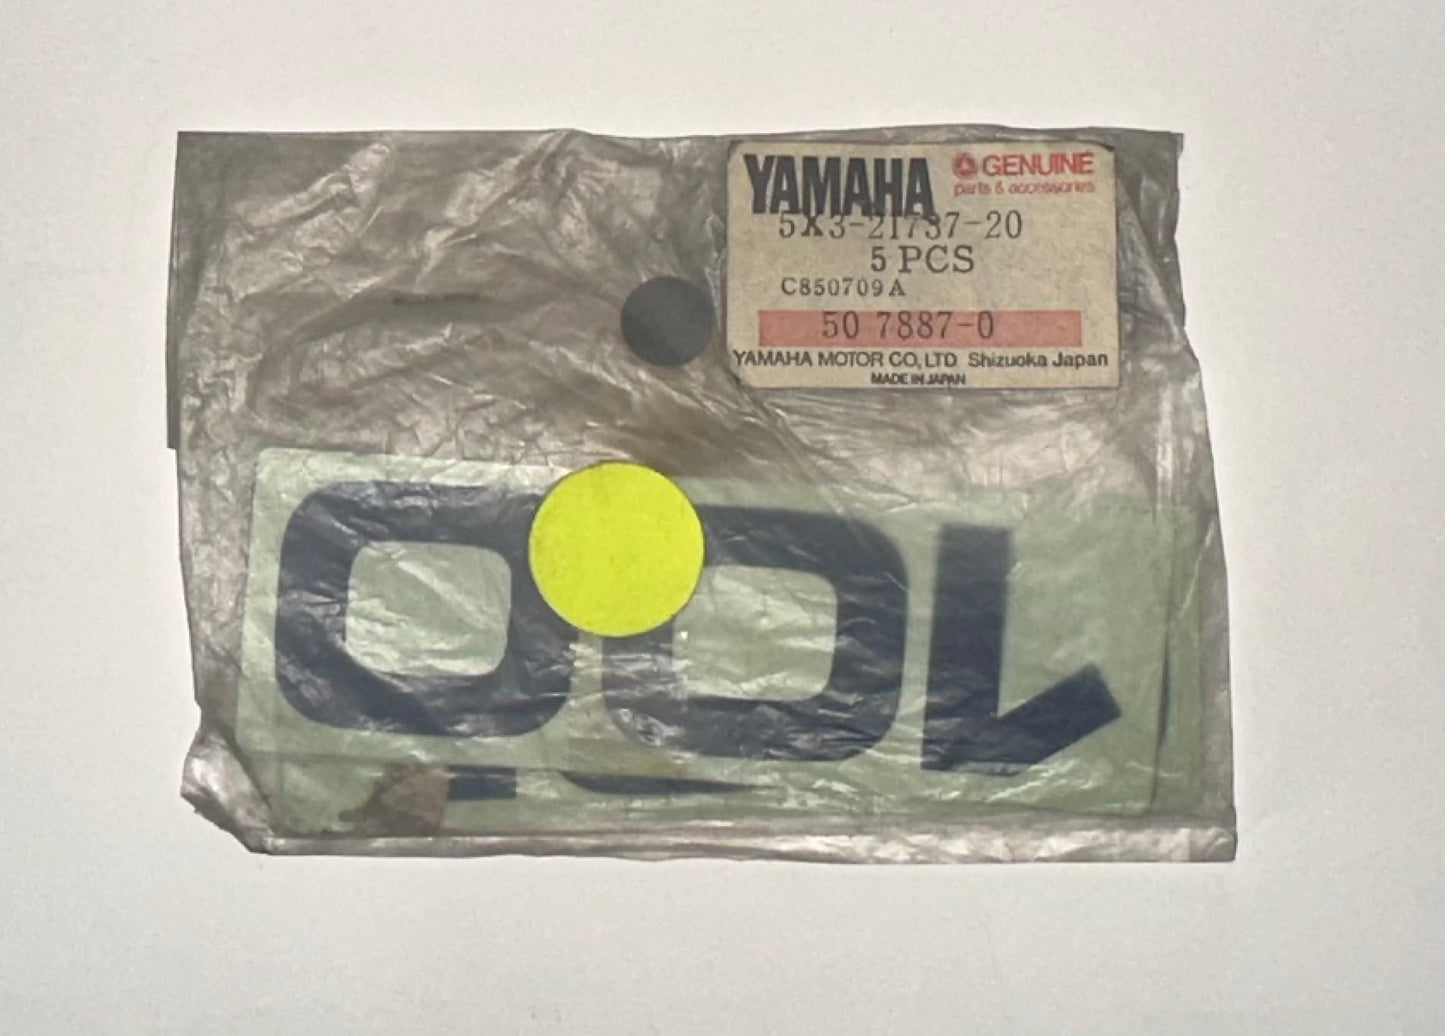 YAMAHA GENUINE
parts & accessories
5X3-21737-20
5 PCS
C850709A
50 7887-0
YAMAHA MOTOR CO., LTD. Shizuoka Japan
MADE IN JAPAN
100